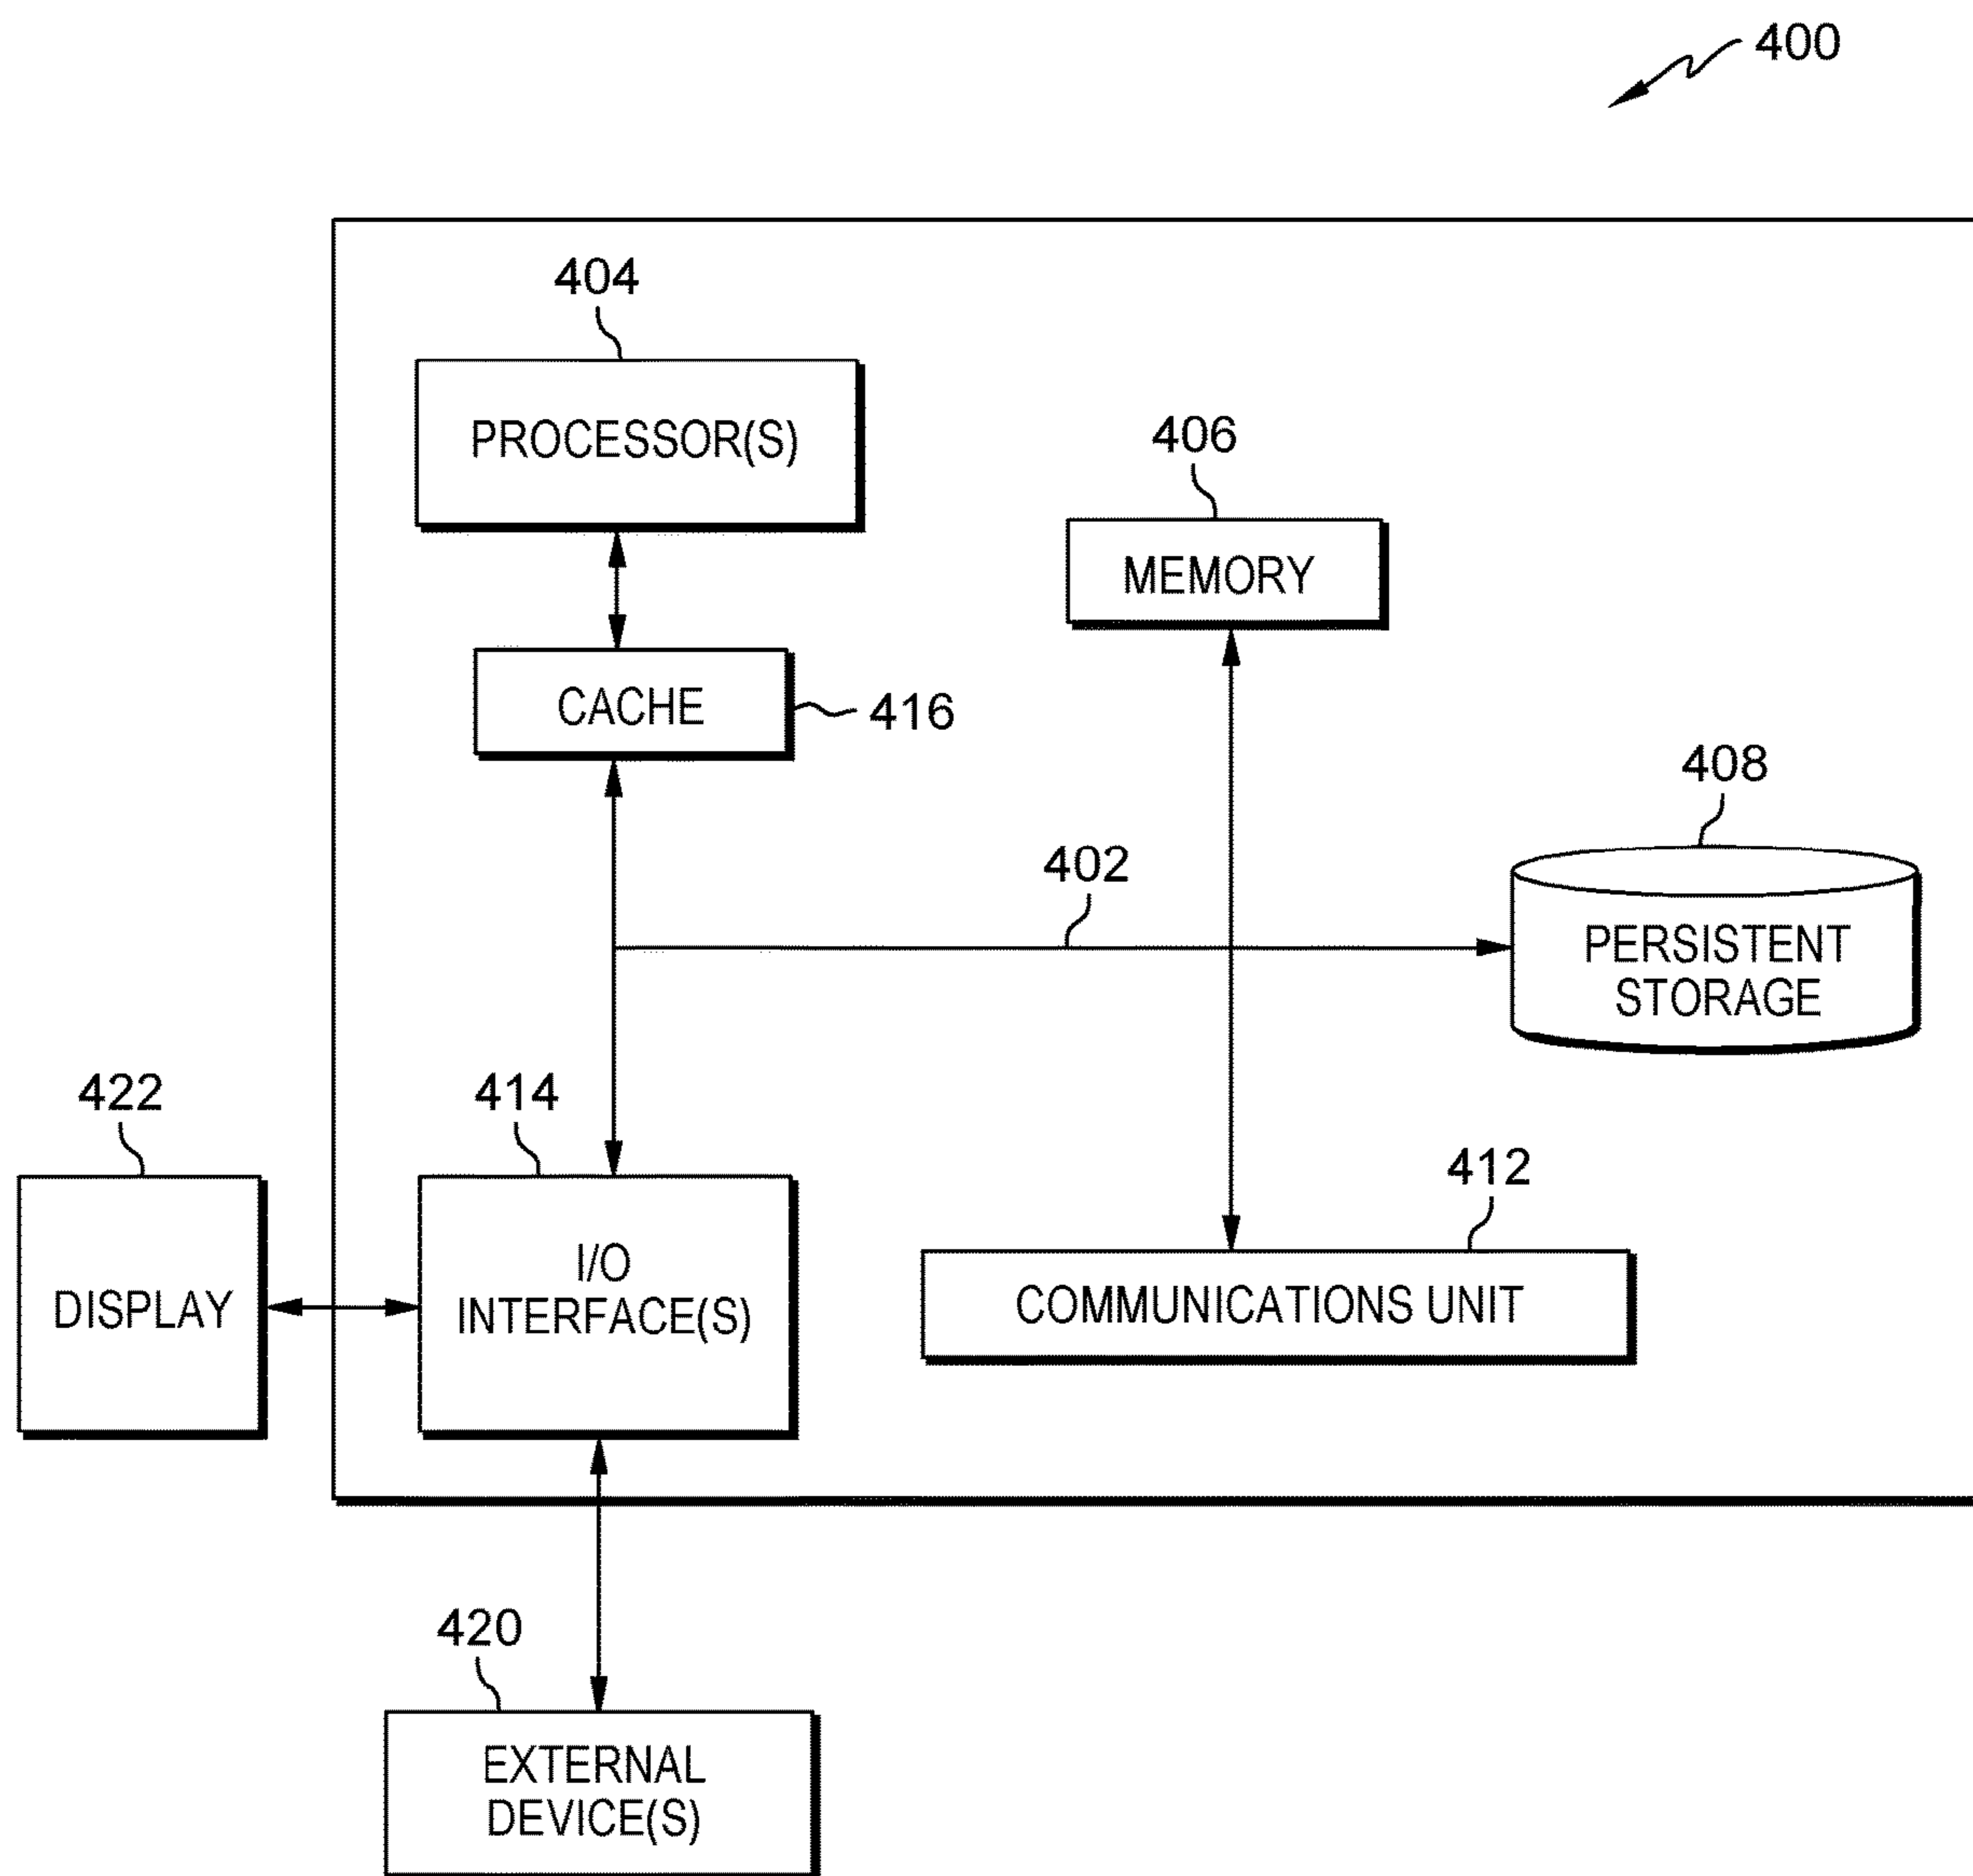 400
404
PROCESSOR(S)
406
MEMORY
CACHE
416
408
402
PERSISTENT
STORAGE
422
414
412
DISPLAY
I/O
INTERFACE(S)
COMMUNICATIONS UNIT
420
EXTERNAL
DEVICE(S)